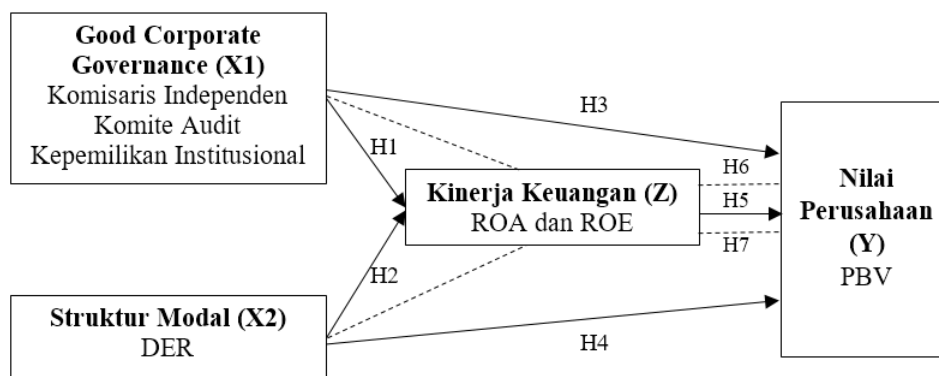 Good Corporate
Governance (X1)
Komisaris Independen
Komite Audit
Kepemilikan Institusional
H3
H1
H6
Kinerja Keuangan (Z)
ROA dan ROE
H5
H7
Nilai
Perusahaan
(Y)
PBV
H2
Struktur Modal (X2)
DER
H4